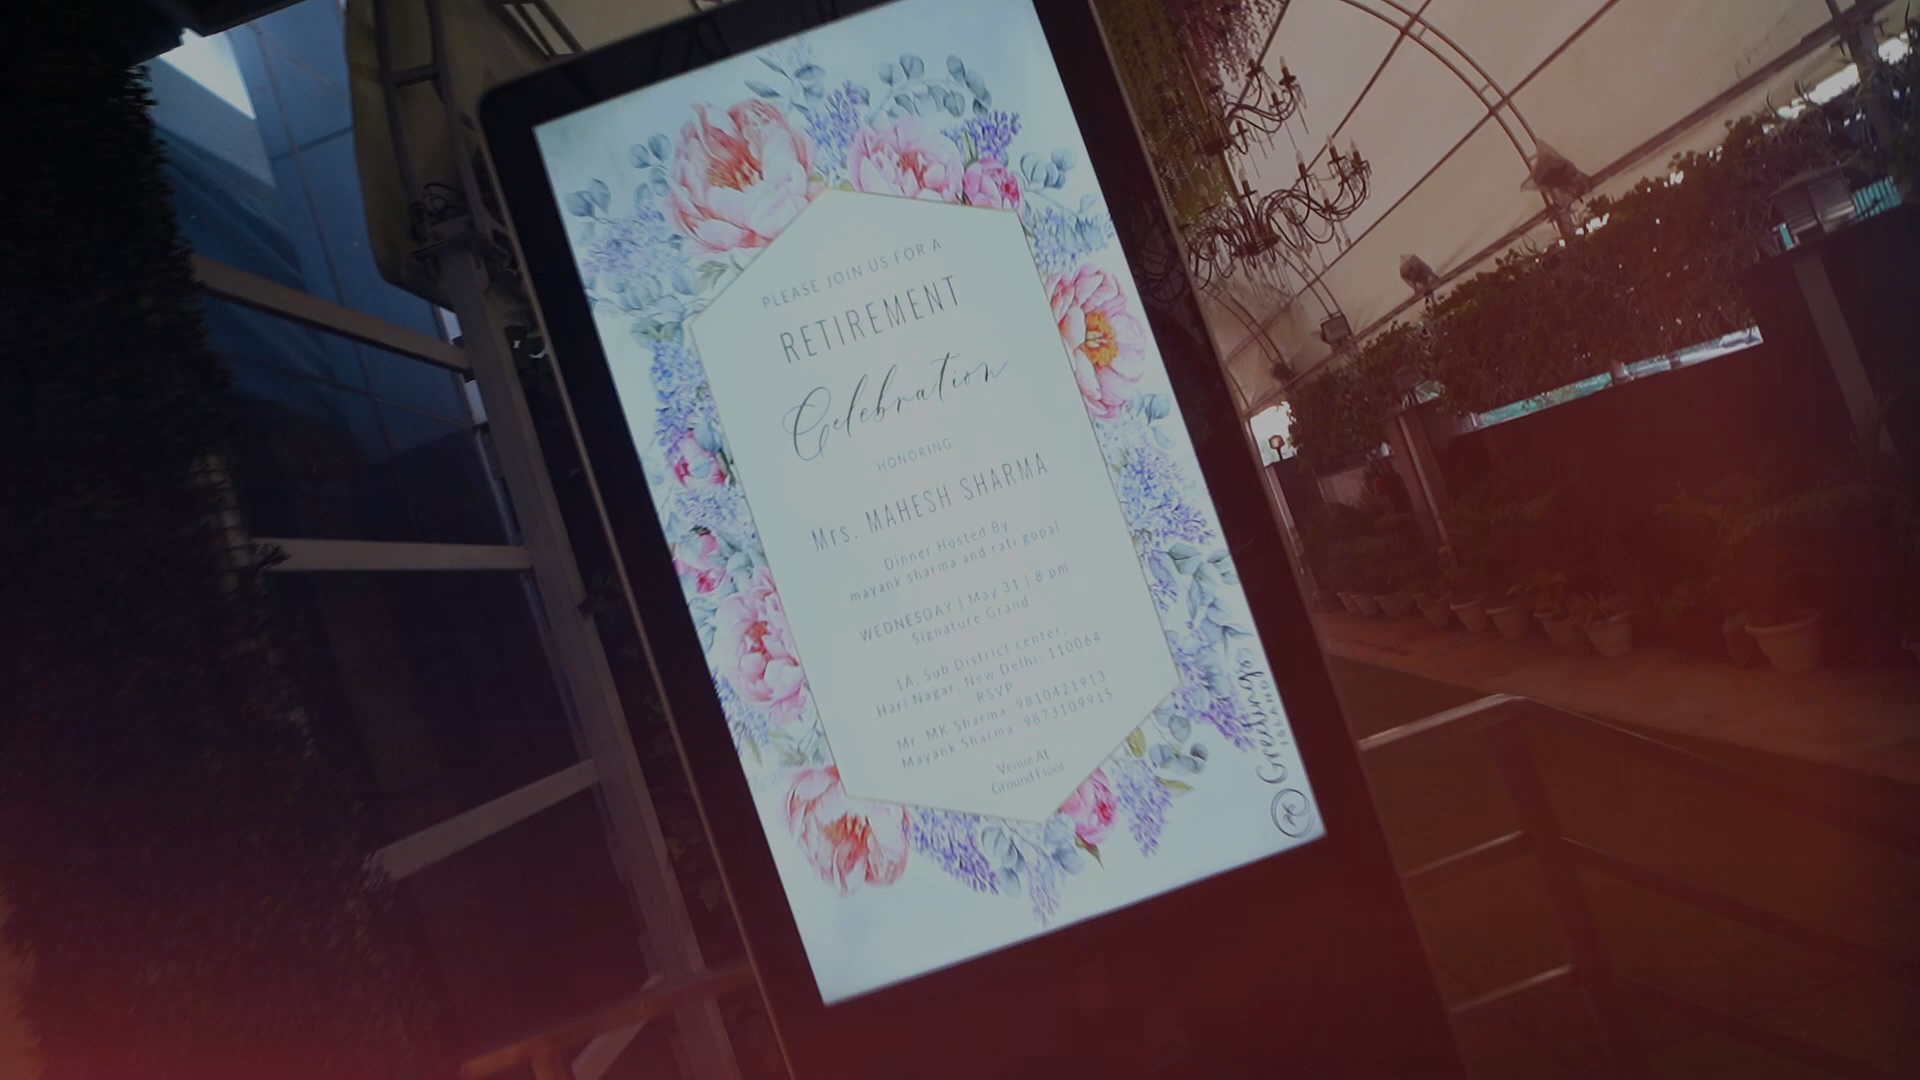 PLEASE JOIN US FOR A
RETIREMENT
Celebration
HONORING
Mrs. MAHESH SHARMA
Dinner Hosted By
mayank sharma and rafi gopal
WEDNESDAY | May 31 | 8 pm
Signature Grand
1A, Sub District center,
Hari Nagar, New Delhi, 110064
RSVP
Mr. MK Sharma 9810421913
Mayank Sharma 9873109915
Venue At
Ground Floor